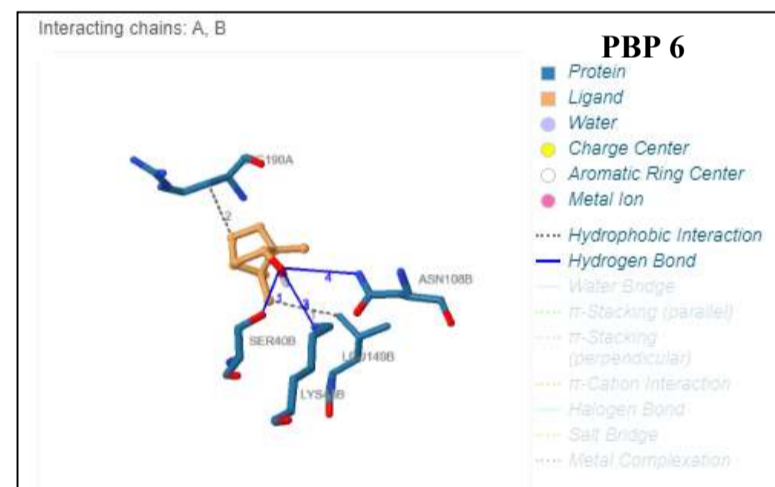 Interacting chains: A, B
PBP 6
Protein
Ligand
Water
Charge Center
Aromatic Ring Center
Metal Ion
Hydrophobic Interaction
Hydrogen Bond
Water Bridge
π-Stacking (parallel)
π-Stacking
(perpendicular)
π-Cation Interaction
Halogen Bond
Salt Bridge
Metal Complexation
2
4
ASN108B
1
3
SER40B